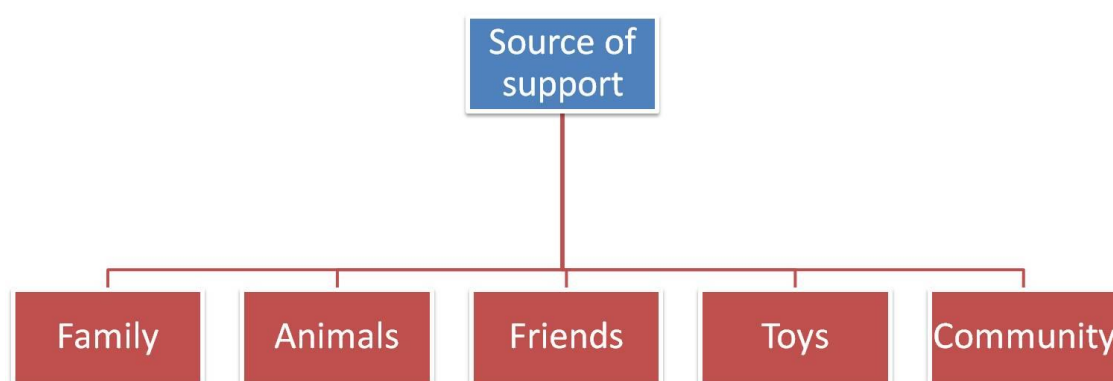 Source of
support
Family
Animals
Friends
Toys
Community